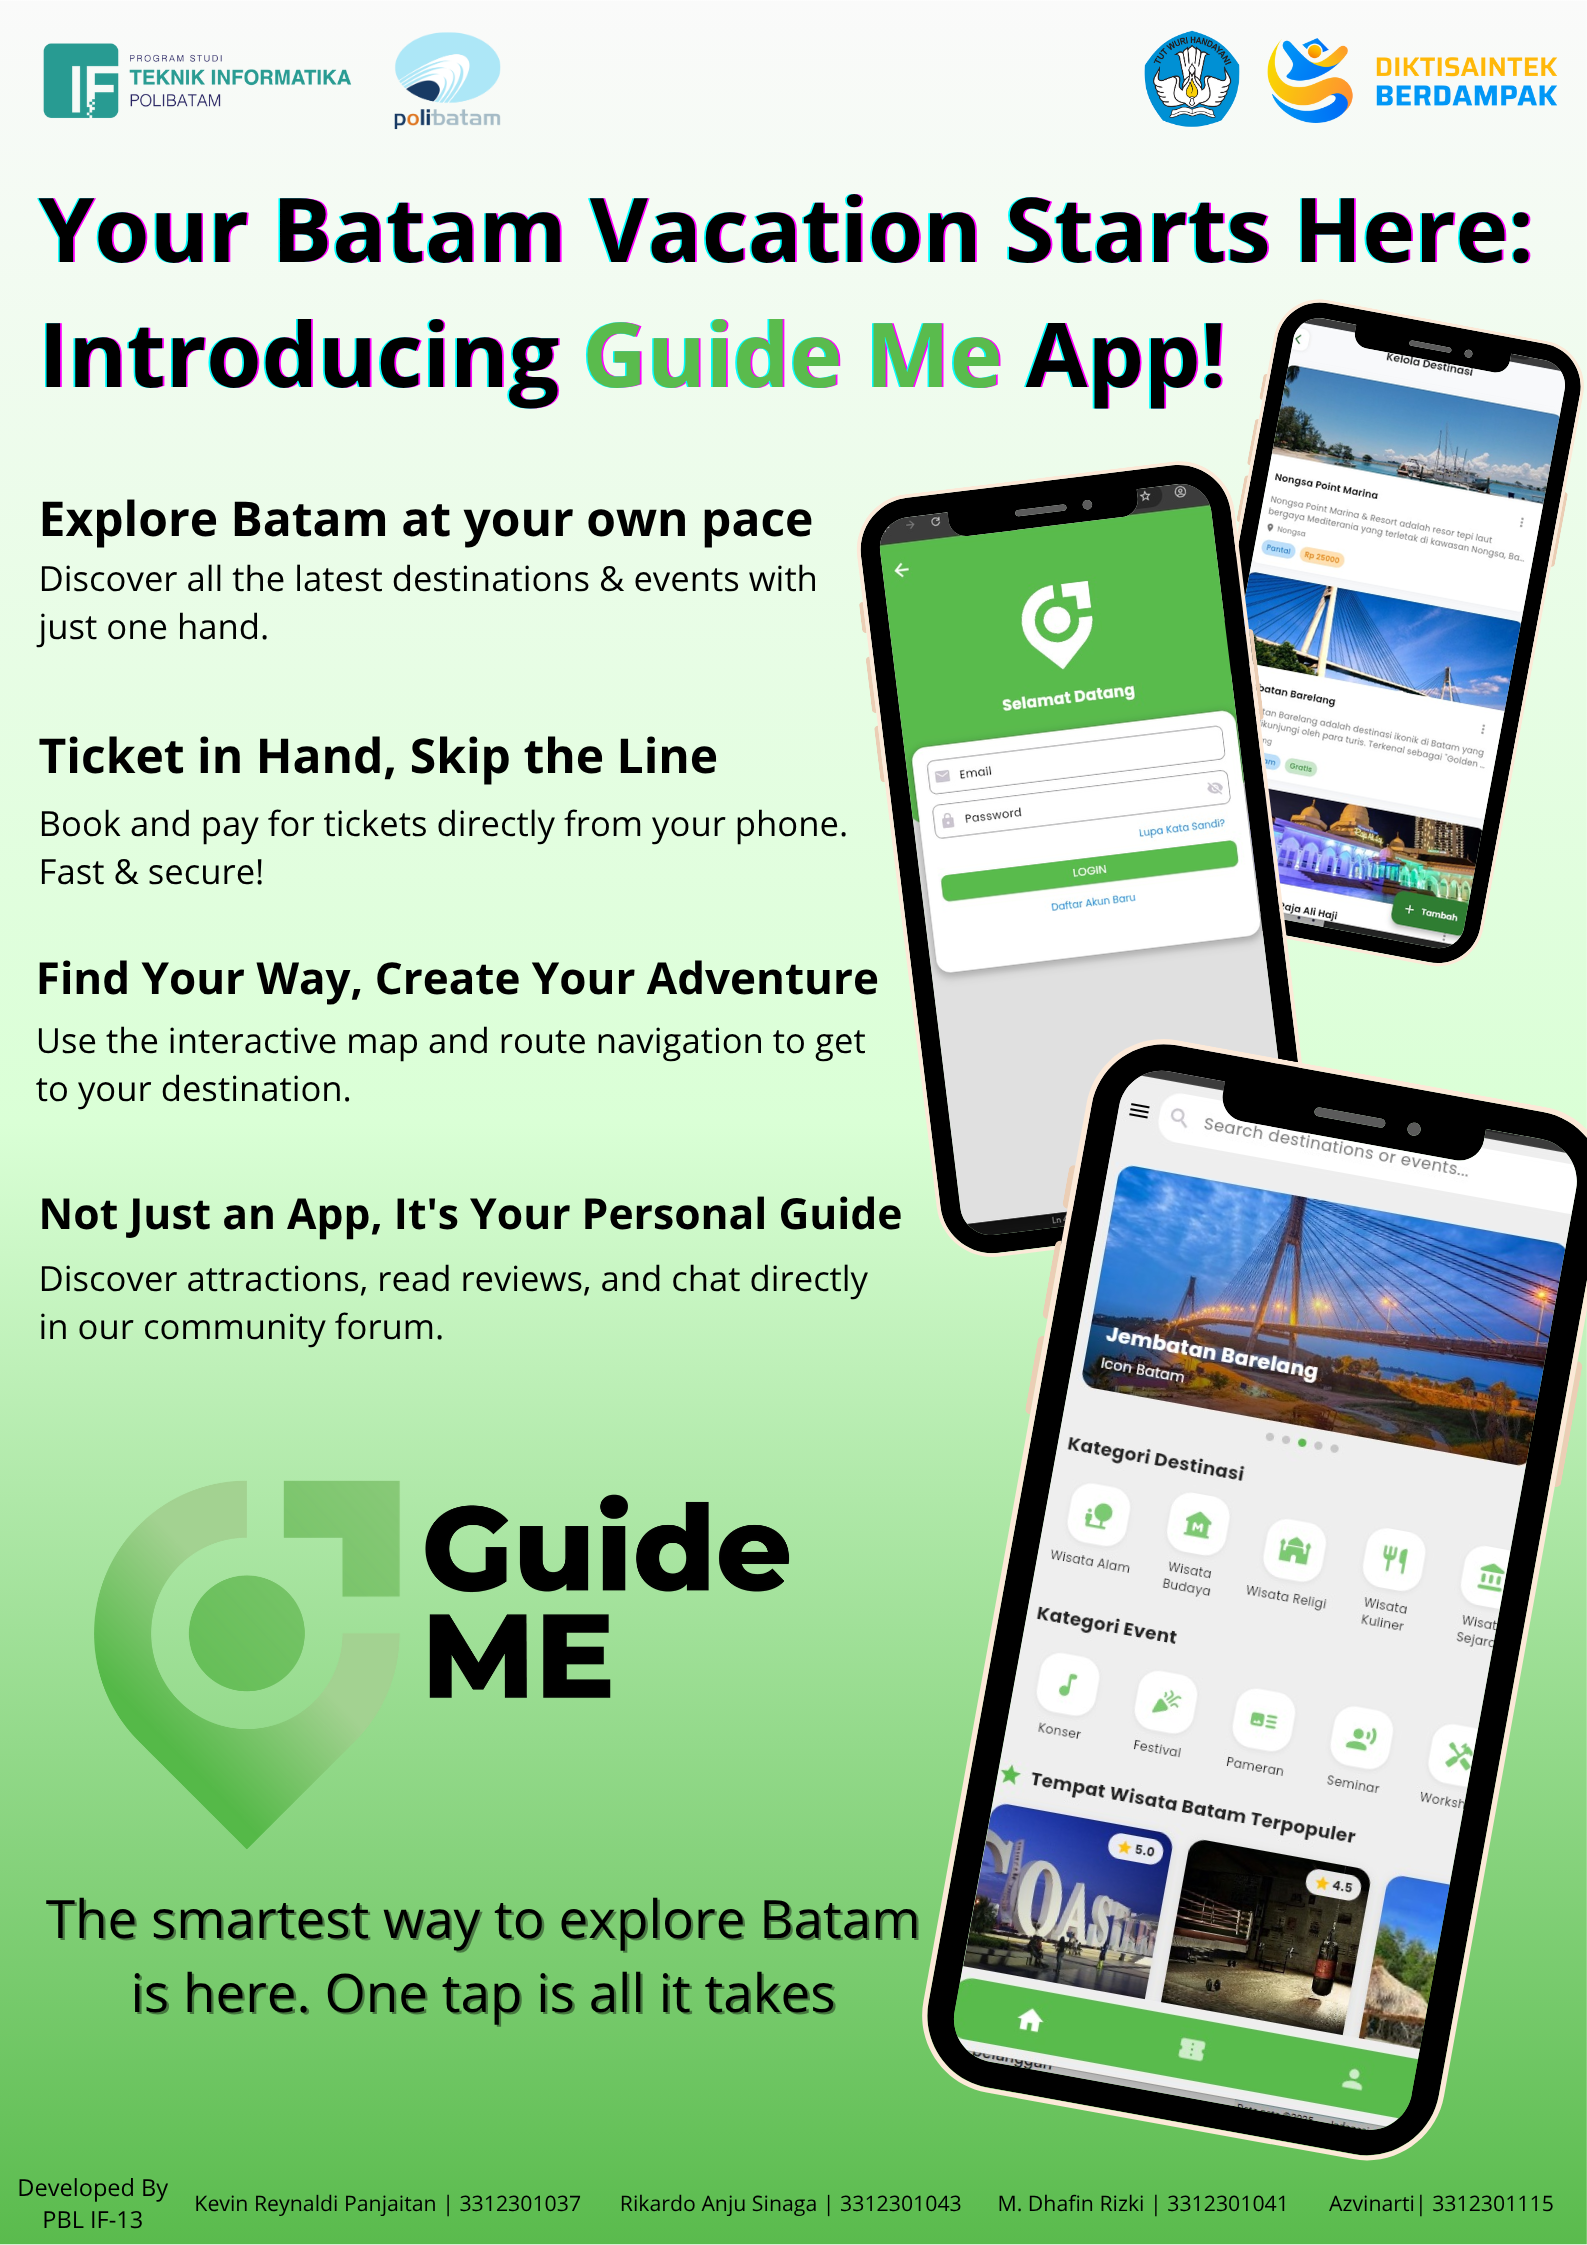 PROGRAM STUDI
TEKNIK INFORMATIKA
POLIBATAM
IF
polibatam
TUT WURI HANDAYANI
DIKTISAINTEK
BERDAMPAK
Your Batam Vacation Starts Here:
Introducing Guide Me App!
Explore Batam at your own pace
Discover all the latest destinations & events with
just one hand.
Ticket in Hand, Skip the Line
Book and pay for tickets directly from your phone.
Fast & secure!
Find Your Way, Create Your Adventure
Use the interactive map and route navigation to get
to your destination.
Not Just an App, It's Your Personal Guide
Discover attractions, read reviews, and chat directly
in our community forum.
Kelola Destinasi
Nongsa Point Marina
Nongsa Point Marina & Resort adalah resor tepi laut
bergaya Mediterania yang terletak di kawasan Nongsa, Ba...
Nongsa
Pantai
Rp 25000
batan Barelang
tan Barelang adalah destinasi ikonik di Batam yang
ikunjungi oleh para turis. Terkenal sebagai "Golden ...
ng
am
Gratis
Raja Ali Haji
+ Tambah
Selamat Datang
Email
Password
Lupa Kata Sandi?
LOGIN
Daftar Akun Baru
Ln
Search destinations or events...
Jembatan Barelang
Icon Batam
Kategori Destinasi
Wisata Alam
Wisata
Budaya
Wisata Religi
Wisata
Kuliner
Wisat
Sejara
Kategori Event
Konser
Festival
Pameran
Seminar
Worksh
Tempat Wisata Batam Terpopuler
5.0
4.5
OASTA
Guide
ME
The smartest way to explore Batam
is here. One tap is all it takes
Developed By
PBL IF-13
Kevin Reynaldi Panjaitan | 3312301037
Rikardo Anju Sinaga | 3312301043
M. Dhafin Rizki | 3312301041
Azvinarti| 3312301115